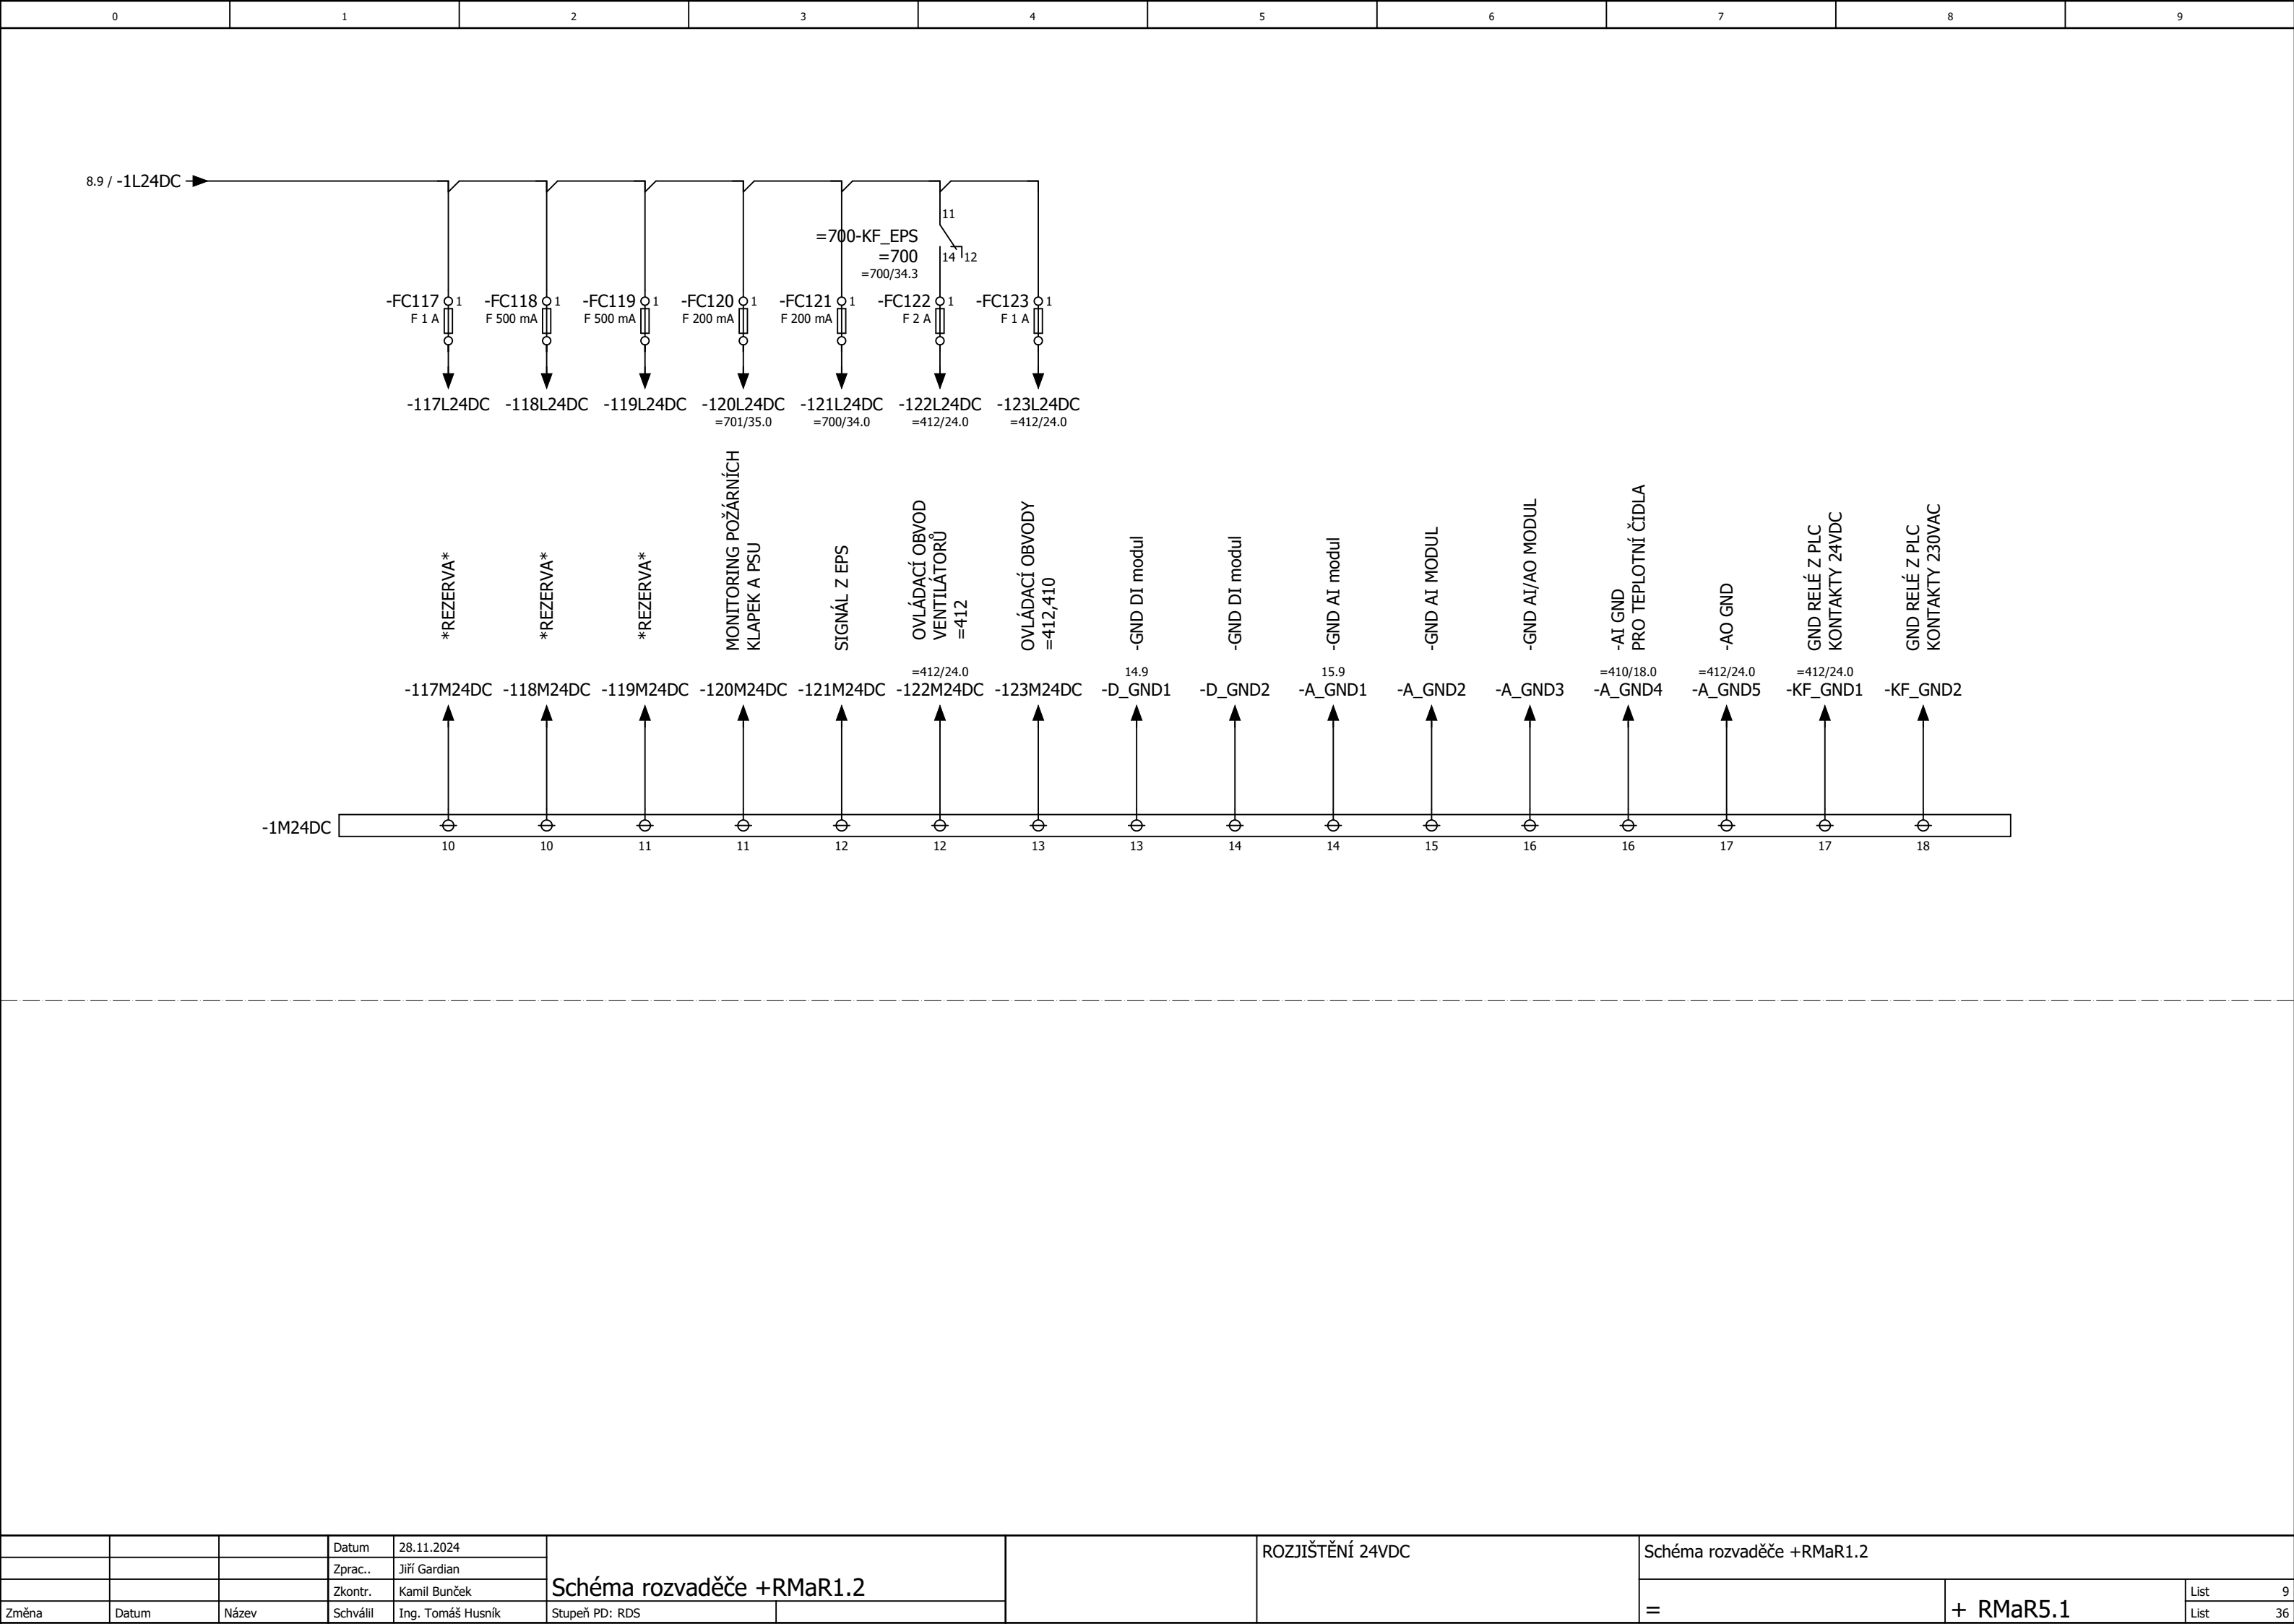 0 1 2 3 4 5 6 7 8 9
8.9 / -1L24DC
11
=700-KF_EPS
=700
14 12
=700/34.3
-FC117 1 -FC118 1 -FC119 1 -FC120 1 -FC121 1 -FC122 1 -FC123 1
F 1 A F 500 mA F 500 mA F 200 mA F 200 mA F 2 A F 1 A
-117L24DC -118L24DC -119L24DC -120L24DC -121L24DC -122L24DC -123L24DC
=701/35.0 =700/34.0 =412/24.0 =412/24.0
*REZERVA*
*REZERVA*
*REZERVA*
MONITORING POŽÁRNÍCH
KLAPEK A PSU
SIGNÁL Z EPS
OVLÁDACÍ OBVOD
VENTILÁTORŮ
=412
OVLÁDACÍ OBVODY
=412,410
-GND DI modul
-GND DI modul
-GND AI modul
-GND AI MODUL
-GND AI/AO MODUL
-AI GND
PRO TEPLOTNÍ ČIDLA
-AO GND
GND RELÉ Z PLC
KONTAKTY 24VDC
GND RELÉ Z PLC
KONTAKTY 230VAC
=412/24.0 14.9 15.9 =410/18.0 =412/24.0 =412/24.0
-117M24DC -118M24DC -119M24DC -120M24DC -121M24DC -122M24DC -123M24DC -D_GND1 -D_GND2 -A_GND1 -A_GND2 -A_GND3 -A_GND4 -A_GND5 -KF_GND1 -KF_GND2
-1M24DC
10 10 11 11 12 12 13 13 14 14 15 16 16 17 17 18
Datum 28.11.2024
Zprac.. Jiří Gardian
Zkontr. Kamil Bunček
Změna Datum Název Schválil Ing. Tomáš Husník
Schéma rozvaděče +RMaR1.2
Stupeň PD: RDS
ROZJIŠTĚNÍ 24VDC
Schéma rozvaděče +RMaR1.2
= + RMaR5.1
List 9
List 36